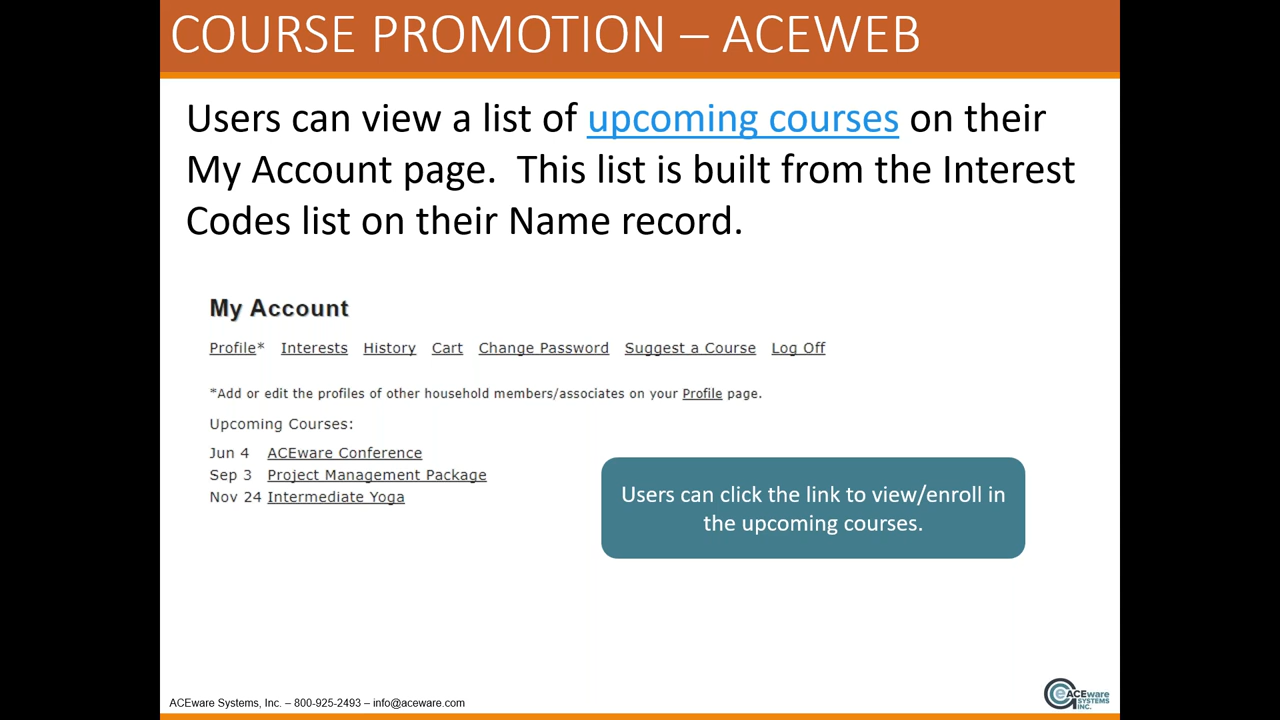 COURSE PROMOTION – ACEWEB
Users can view a list of upcoming courses on their
My Account page.  This list is built from the Interest
Codes list on their Name record.
My Account
Profile*  Interests  History  Cart  Change Password  Suggest a Course  Log Off
*Add or edit the profiles of other household members/associates on your Profile page.
Upcoming Courses:
Jun 4  ACEware Conference
Sep 3  Project Management Package
Nov 24  Intermediate Yoga
Users can click the link to view/enroll in
the upcoming courses.
ACEware Systems, Inc. – 800-925-2493 – info@aceware.com
ACEware
SYSTEMS
INC.